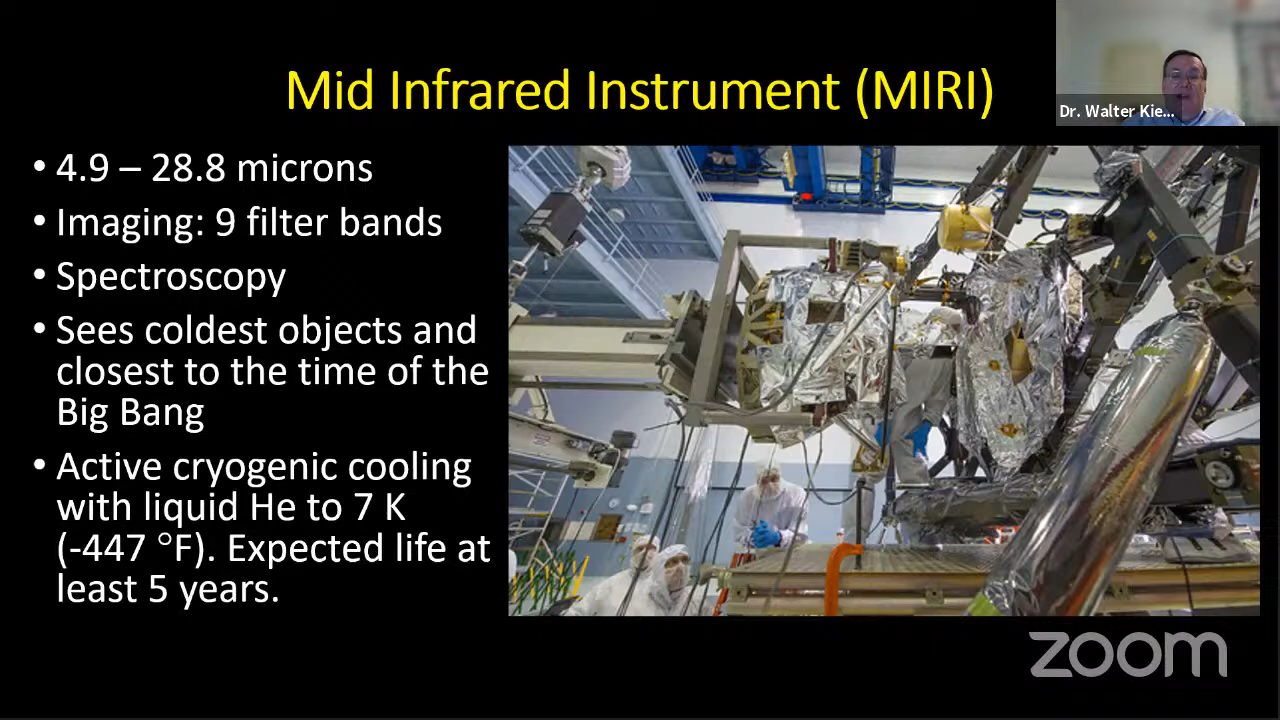 Mid Infrared Instrument (MIRI)
Dr. Walter Kie...
• 4.9 – 28.8 microns
• Imaging: 9 filter bands
• Spectroscopy
• Sees coldest objects and
closest to the time of the
Big Bang
• Active cryogenic cooling
with liquid He to 7 K
(-447 °F). Expected life at
least 5 years.
zoom